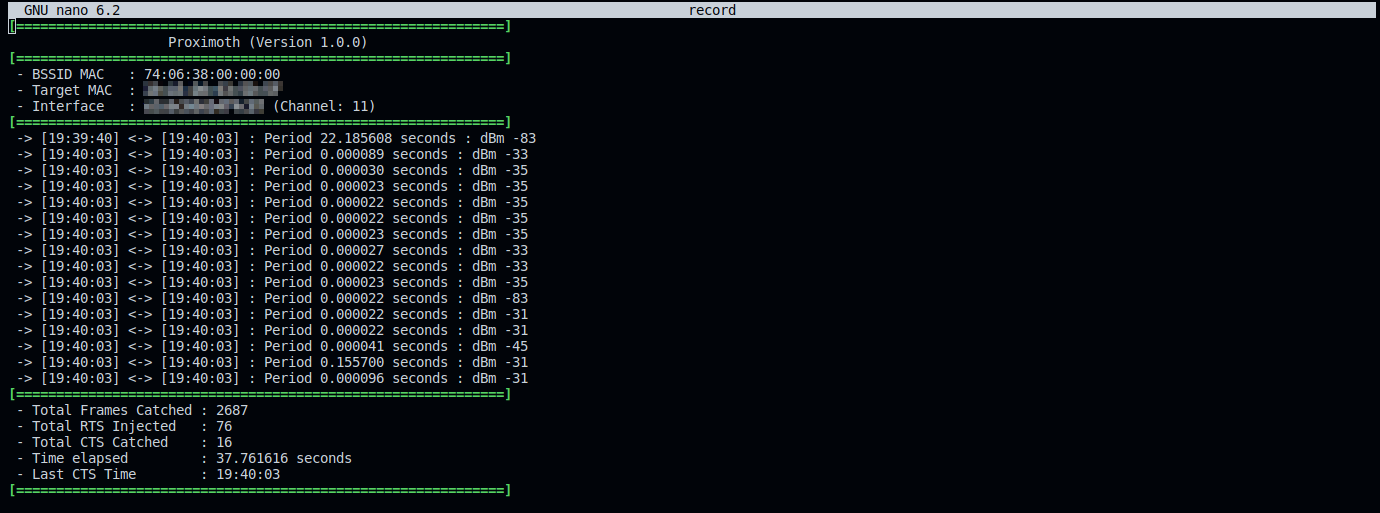 GNU nano 6.2 record
[=============================================================]
Proximoth (Version 1.0.0)
[=============================================================]
- BSSID MAC : 74:06:38:00:00:00
- Target MAC :
- Interface : (Channel: 11)
[=============================================================]
-> [19:39:40] <-> [19:40:03] : Period 22.185608 seconds : dBm -83
-> [19:40:03] <-> [19:40:03] : Period 0.000089 seconds : dBm -33
-> [19:40:03] <-> [19:40:03] : Period 0.000030 seconds : dBm -35
-> [19:40:03] <-> [19:40:03] : Period 0.000023 seconds : dBm -35
-> [19:40:03] <-> [19:40:03] : Period 0.000022 seconds : dBm -35
-> [19:40:03] <-> [19:40:03] : Period 0.000022 seconds : dBm -35
-> [19:40:03] <-> [19:40:03] : Period 0.000023 seconds : dBm -35
-> [19:40:03] <-> [19:40:03] : Period 0.000027 seconds : dBm -33
-> [19:40:03] <-> [19:40:03] : Period 0.000022 seconds : dBm -33
-> [19:40:03] <-> [19:40:03] : Period 0.000023 seconds : dBm -35
-> [19:40:03] <-> [19:40:03] : Period 0.000022 seconds : dBm -83
-> [19:40:03] <-> [19:40:03] : Period 0.000022 seconds : dBm -31
-> [19:40:03] <-> [19:40:03] : Period 0.000022 seconds : dBm -31
-> [19:40:03] <-> [19:40:03] : Period 0.000041 seconds : dBm -45
-> [19:40:03] <-> [19:40:03] : Period 0.155700 seconds : dBm -31
-> [19:40:03] <-> [19:40:03] : Period 0.000096 seconds : dBm -31
[=============================================================]
- Total Frames Catched : 2687
- Total RTS Injected : 76
- Total CTS Catched : 16
- Time elapsed : 37.761616 seconds
- Last CTS Time : 19:40:03
[=============================================================]